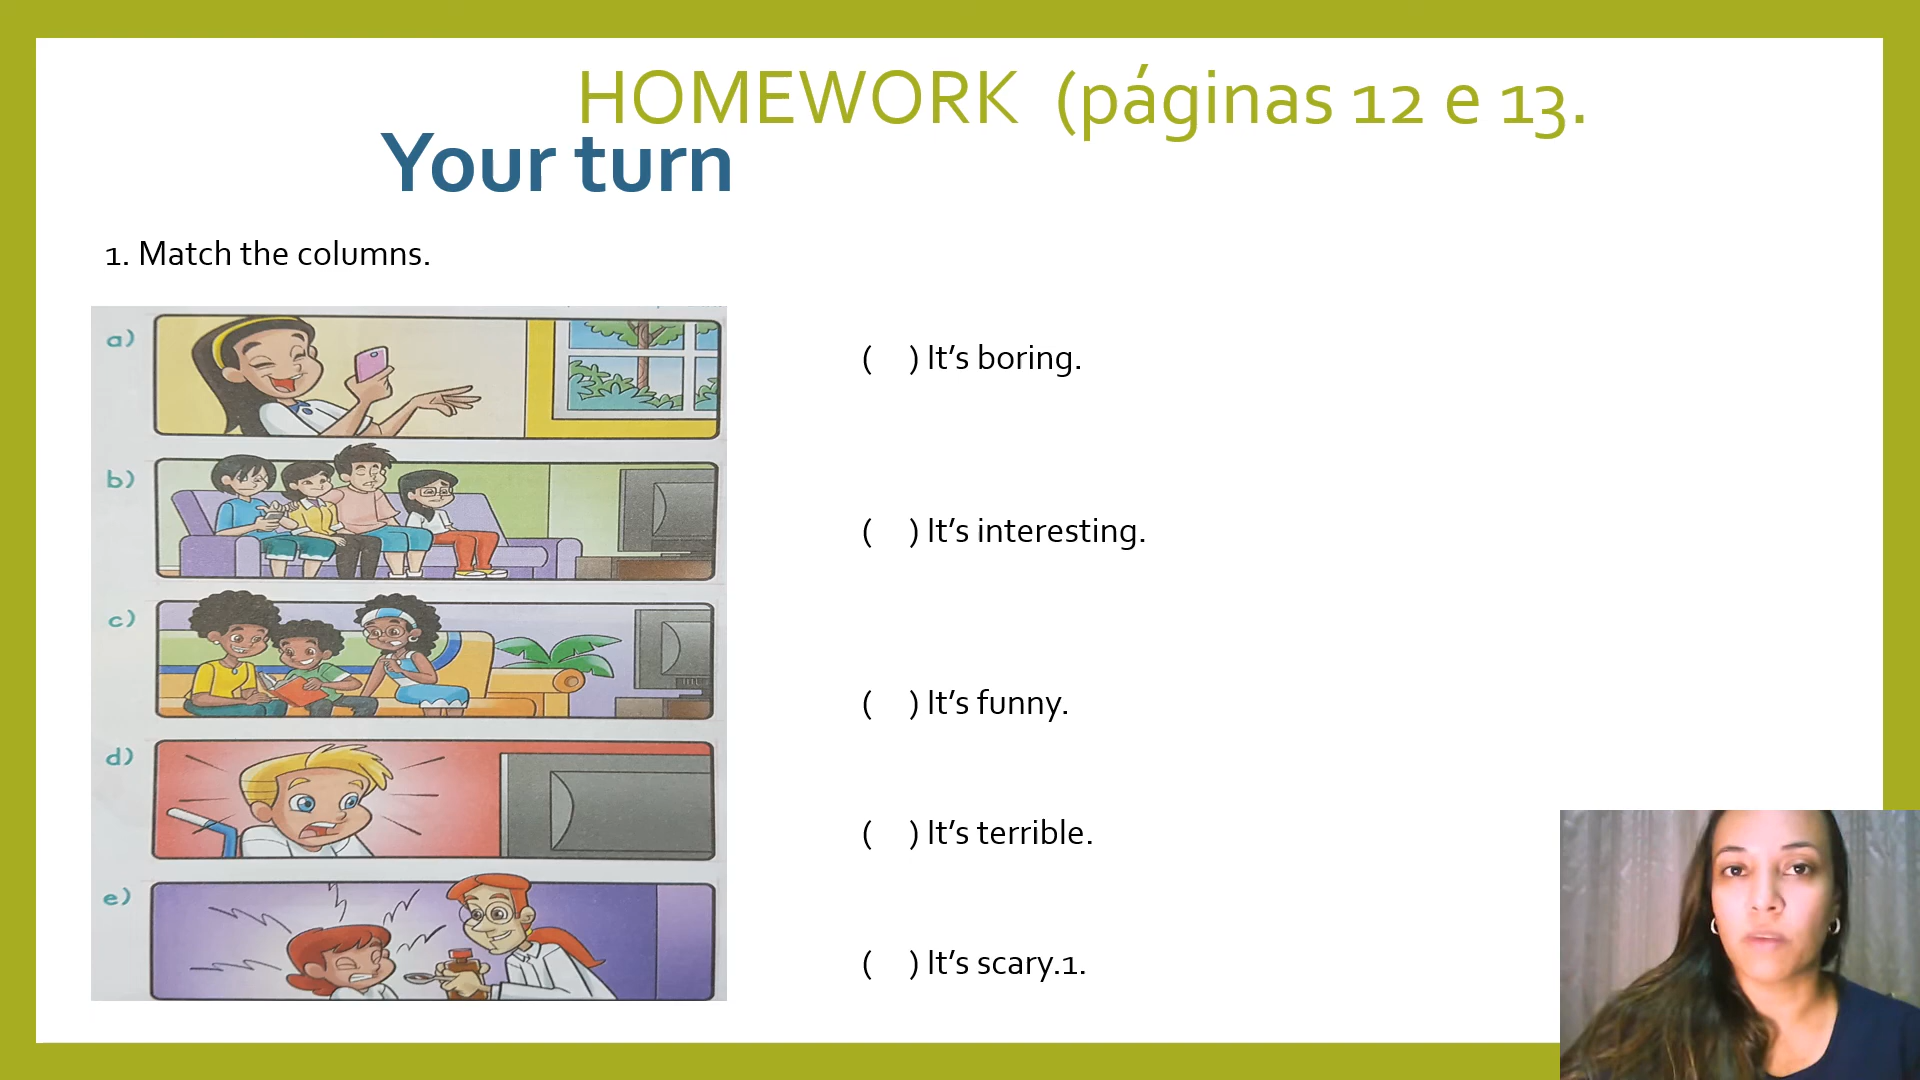 HOMEWORK (páginas 12 e 13.
Your turn
1. Match the columns.
a)
( ) It's boring.
b)
( ) It's interesting.
c)
( ) It's funny.
d)
( ) It's terrible.
e)
( ) It's scary.1.